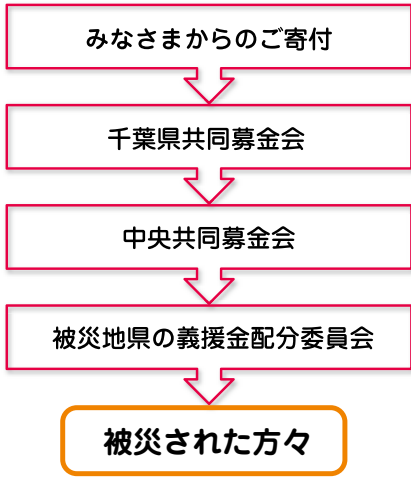 みなさまからのご寄付
千葉県共同募金会
中央共同募金会
被災地県の義援金配分委員会
被災された方々